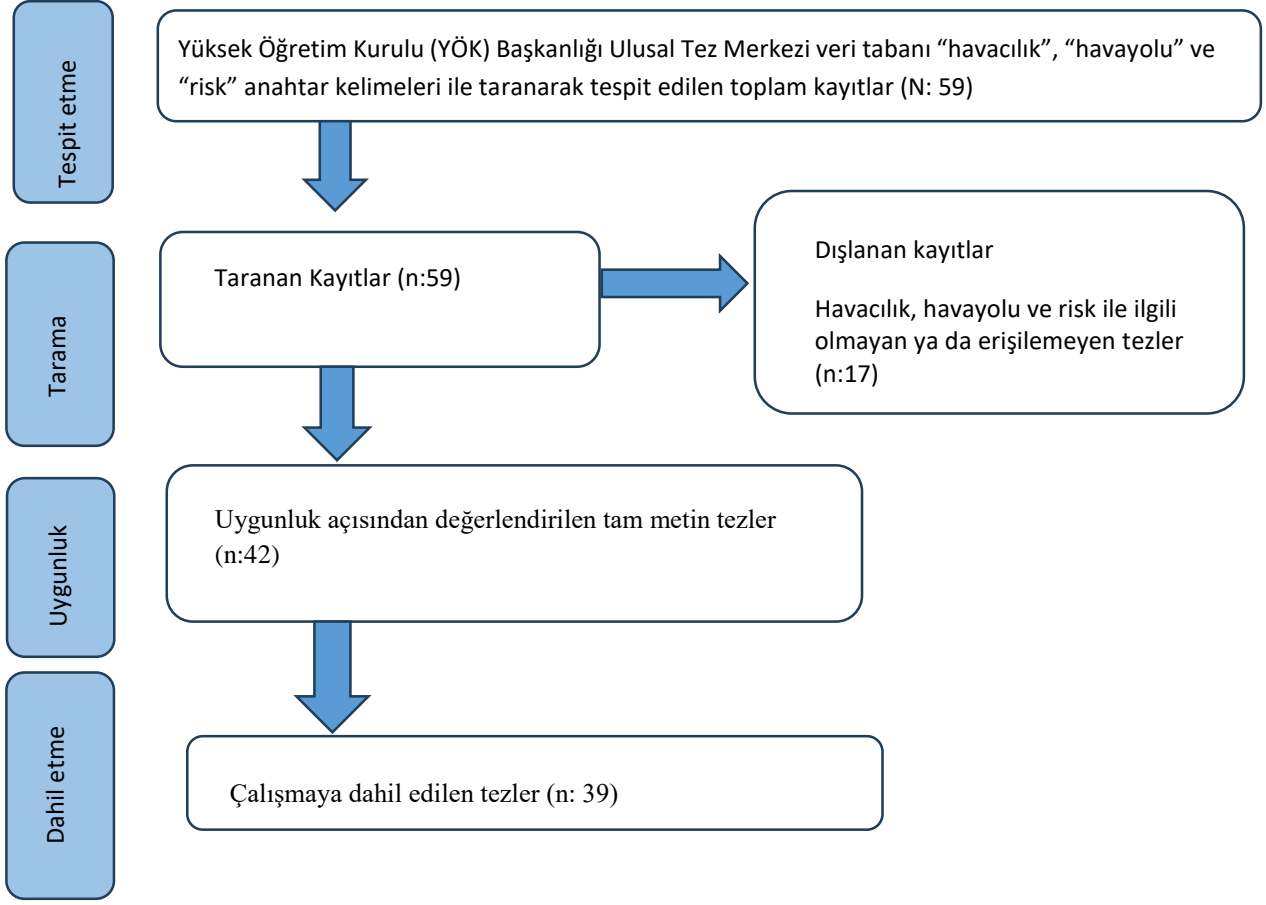 Tespit etme
Yüksek Öğretim Kurulu (YÖK) Başkanlığı Ulusal Tez Merkezi veri tabanı “havacılık”, “havayolu” ve
“risk” anahtar kelimeleri ile taranarak tespit edilen toplam kayıtlar (N: 59)
Tarama
Taranan Kayıtlar (n:59)
Dışlanan kayıtlar
Havacılık, havayolu ve risk ile ilgili
olmayan ya da erişilemeyen tezler
(n:17)
Uygunluk
Uygunluk açısından değerlendirilen tam metin tezler
(n:42)
Dahil etme
Çalışmaya dahil edilen tezler (n: 39)